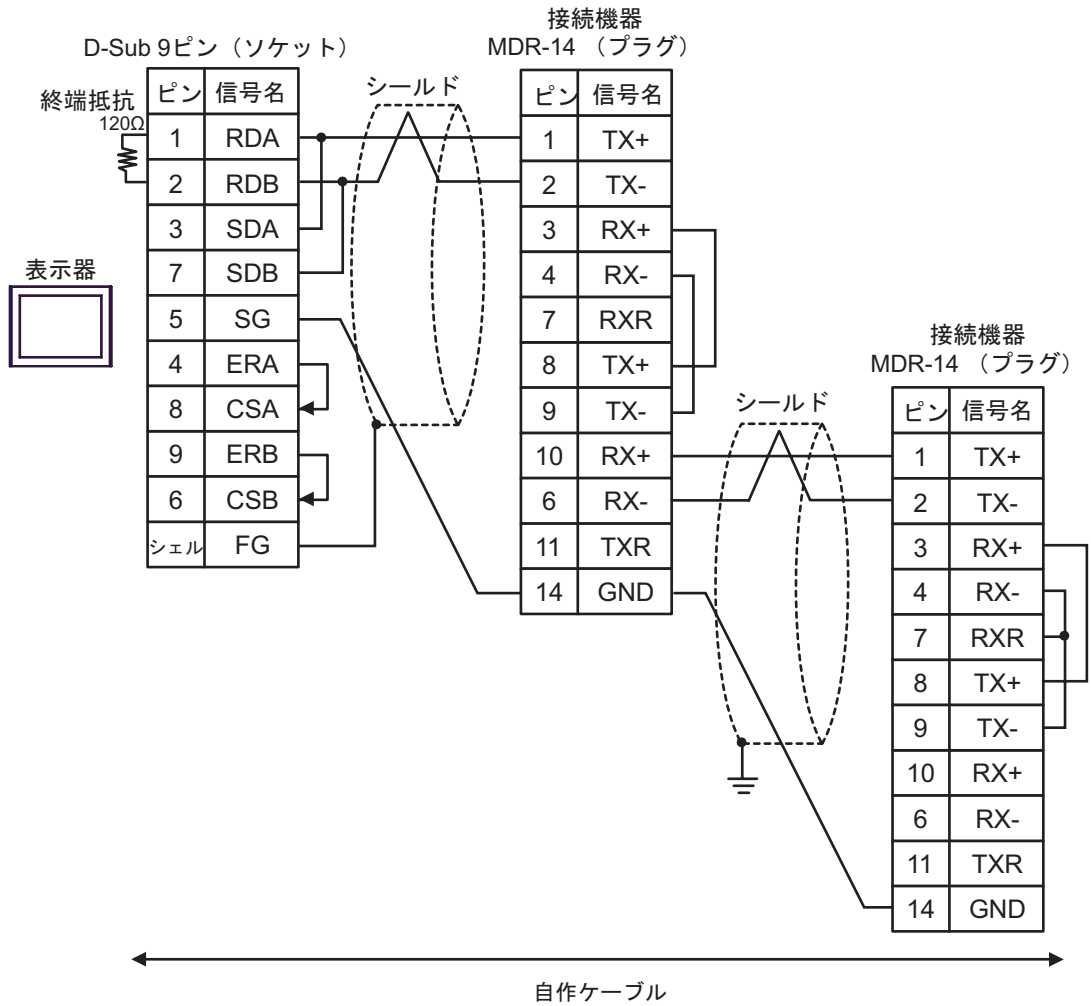 接続機器
MDR-14 （プラグ）
D-Sub 9ピン（ソケット）
シールド
終端抵抗
120Ω
表示器
ピン 信号名
1 RDA
2 RDB
3 SDA
7 SDB
5 SG
4 ERA
8 CSA
9 ERB
6 CSB
シェル FG
ピン 信号名
1 TX+
2 TX-
3 RX+
4 RX-
7 RXR
8 TX+
9 TX-
10 RX+
6 RX-
11 TXR
14 GND
シールド
接続機器
MDR-14 （プラグ）
ピン 信号名
1 TX+
2 TX-
3 RX+
4 RX-
7 RXR
8 TX+
9 TX-
10 RX+
6 RX-
11 TXR
14 GND
自作ケーブル